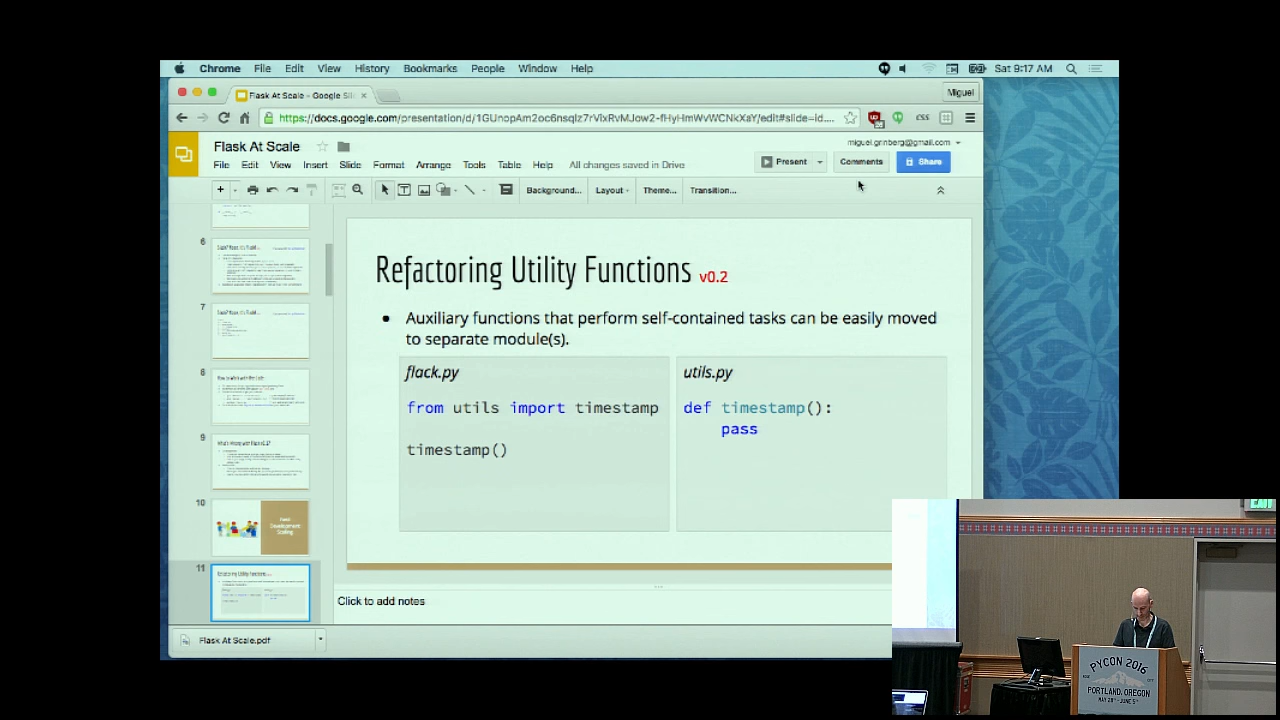 Chrome File Edit View History Bookmarks People Window Help Sat 9:17 AM
Flask At Scale - Google Sli Miguel
https://docs.google.com/presentation/d/1GUnopAm2oc6nsqlz7rVlxRvMJow2-fHyHmWvWCNkXaY/edit#slide=id....
Flask At Scale miguel.grinberg@gmail.com
File Edit View Insert Slide Format Arrange Tools Table Help All changes saved in Drive Present Comments Share
Background... Layout Theme... Transition...
6
7
8
9
10
11
Refactoring Utility Functions v0.2
● Auxiliary functions that perform self-contained tasks can be easily moved
to separate module(s).
flack.py
from utils import timestamp
timestamp()
utils.py
def timestamp():
pass
Click to add notes
Flask At Scale.pdf
PYCON 2016
PORTLAND, OREGON
MAY 28TH - JUNE 5TH